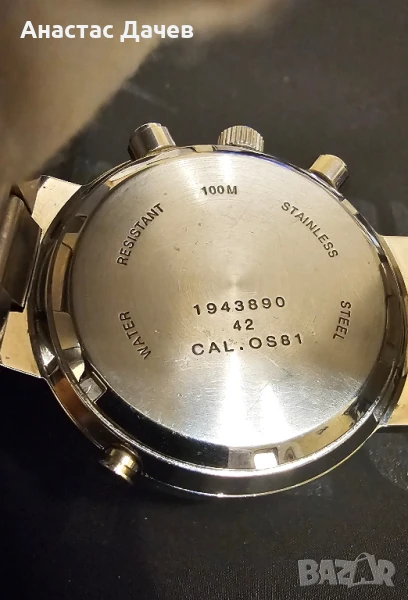 Анастас Дачев
WATER RESISTANT 100M STAINLESS STEEL
1943890
42
CAL.OS81
BAZAR